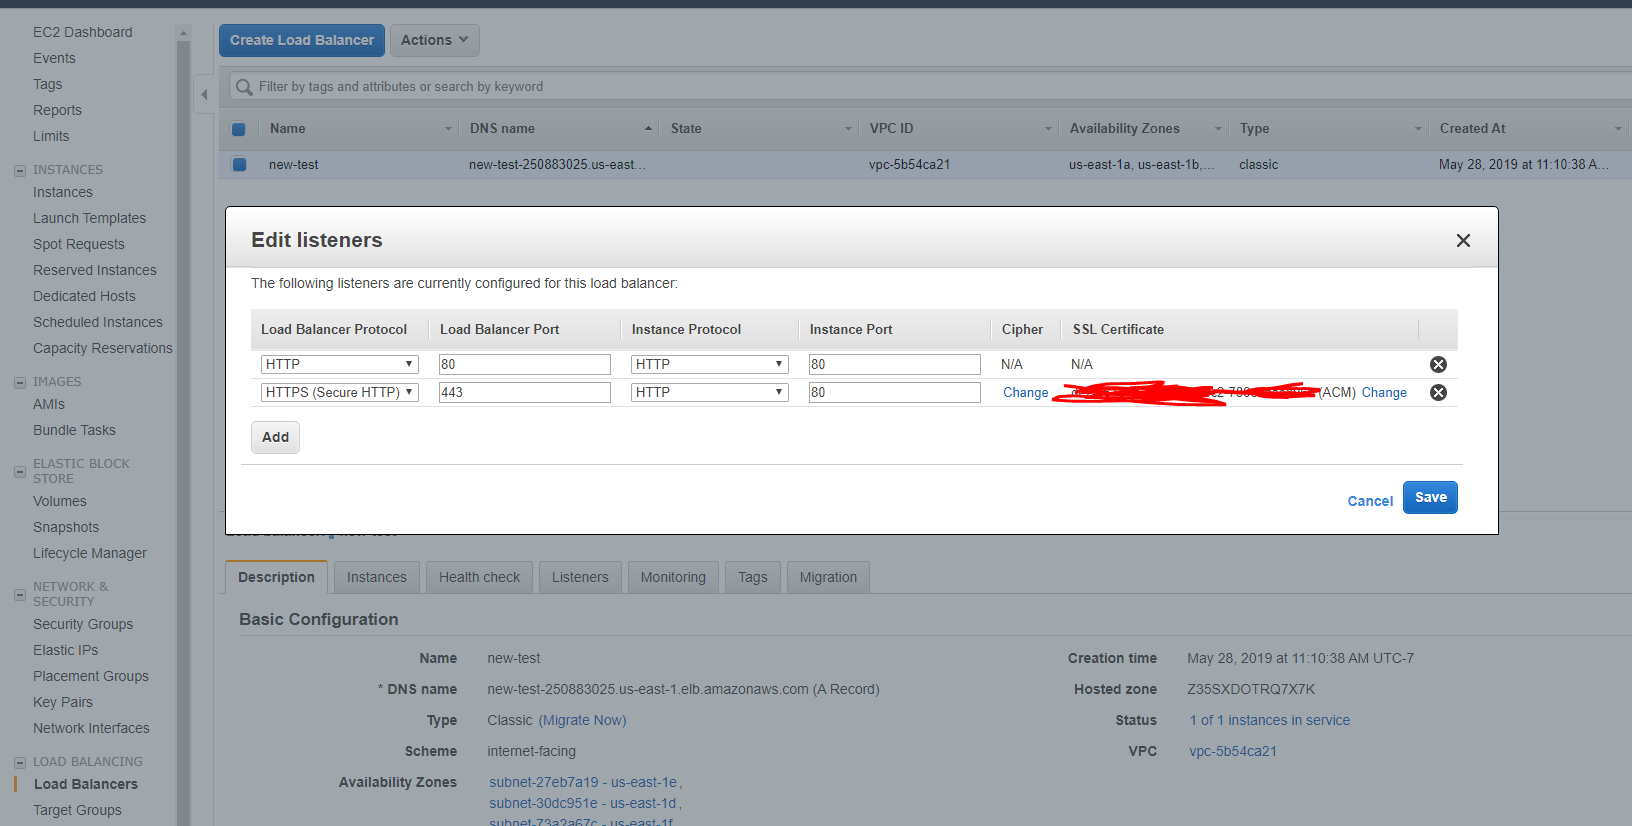 EC2 Dashboard
Events
Tags
Reports
Limits
INSTANCES
Instances
Launch Templates
Spot Requests
Reserved Instances
Dedicated Hosts
Scheduled Instances
Capacity Reservations
IMAGES
AMIs
Bundle Tasks
ELASTIC BLOCK
STORE
Volumes
Snapshots
Lifecycle Manager
NETWORK &
SECURITY
Security Groups
Elastic IPs
Placement Groups
Key Pairs
Network Interfaces
LOAD BALANCING
Load Balancers
Target Groups
Create Load Balancer Actions
Filter by tags and attributes or search by keyword
Name DNS name State VPC ID Availability Zones Type Created At
new-test new-test-250883025.us-east... vpc-5b54ca21 us-east-1a, us-east-1b,... classic May 28, 2019 at 11:10:38 A...
Edit listeners
The following listeners are currently configured for this load balancer:
Load Balancer Protocol Load Balancer Port Instance Protocol Instance Port Cipher SSL Certificate
HTTP 80 HTTP 80 N/A N/A
HTTPS (Secure HTTP) 443 HTTP 80 Change (ACM) Change
Add
Cancel Save
Description Instances Health check Listeners Monitoring Tags Migration
Basic Configuration
Name new-test
* DNS name new-test-250883025.us-east-1.elb.amazonaws.com (A Record)
Type Classic (Migrate Now)
Scheme internet-facing
Availability Zones subnet-27eb7a19 - us-east-1e,
subnet-30dc951e - us-east-1d,
subnet-73a2a67c - us-east-1f
Creation time May 28, 2019 at 11:10:38 AM UTC-7
Hosted zone Z35SXDOTRQ7X7K
Status 1 of 1 instances in service
VPC vpc-5b54ca21